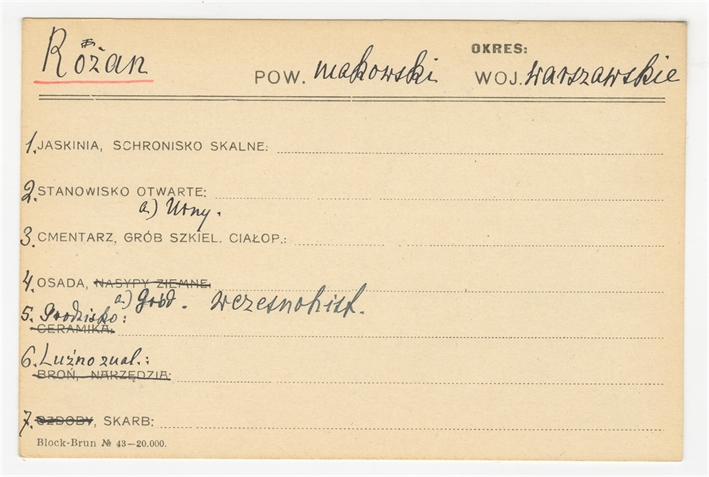 Różan
OKRES:
POW. makowski WOJ. warszawskie
1. JASKINIA, SCHRONISKO SKALNE:
2. STANOWISKO OTWARTE:
a.) Urny.
3. CMENTARZ, GRÓB SZKIEL. CIAŁOP.:
4. OSADA, NASYPY ZIEMNE,
a.) Gród. wczesnohist.
5. Grodzisko:
CERAMIKA:
6. Luźno znal.:
BROŃ, NARZĘDZIA:
7. OZDOBY, SKARB:
Block-Brun № 43—20.000.